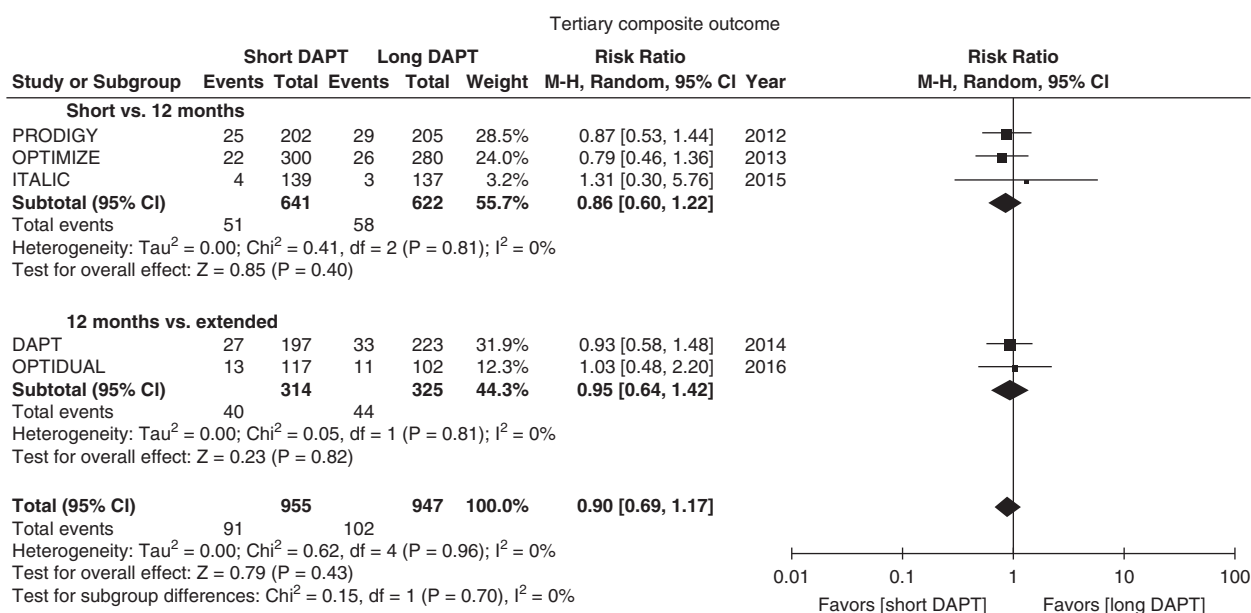 Tertiary composite outcome
Short DAPT Long DAPT Risk Ratio Risk Ratio
Study or Subgroup Events Total Events Total Weight M-H, Random, 95% CI Year M-H, Random, 95% CI
Short vs. 12 months
PRODIGY 25 202 29 205 28.5% 0.87 [0.53, 1.44] 2012
OPTIMIZE 22 300 26 280 24.0% 0.79 [0.46, 1.36] 2013
ITALIC 4 139 3 137 3.2% 1.31 [0.30, 5.76] 2015
Subtotal (95% CI) 641 622 55.7% 0.86 [0.60, 1.22]
Total events 51 58
Heterogeneity: Tau² = 0.00; Chi² = 0.41, df = 2 (P = 0.81); I² = 0%
Test for overall effect: Z = 0.85 (P = 0.40)
12 months vs. extended
DAPT 27 197 33 223 31.9% 0.93 [0.58, 1.48] 2014
OPTIDUAL 13 117 11 102 12.3% 1.03 [0.48, 2.20] 2016
Subtotal (95% CI) 314 325 44.3% 0.95 [0.64, 1.42]
Total events 40 44
Heterogeneity: Tau² = 0.00; Chi² = 0.05, df = 1 (P = 0.81); I² = 0%
Test for overall effect: Z = 0.23 (P = 0.82)
Total (95% CI) 955 947 100.0% 0.90 [0.69, 1.17]
Total events 91 102
Heterogeneity: Tau² = 0.00; Chi² = 0.62, df = 4 (P = 0.96); I² = 0%
Test for overall effect: Z = 0.79 (P = 0.43)
Test for subgroup differences: Chi² = 0.15, df = 1 (P = 0.70), I² = 0%
0.01 0.1 1 10 100
Favors [short DAPT] Favors [long DAPT]